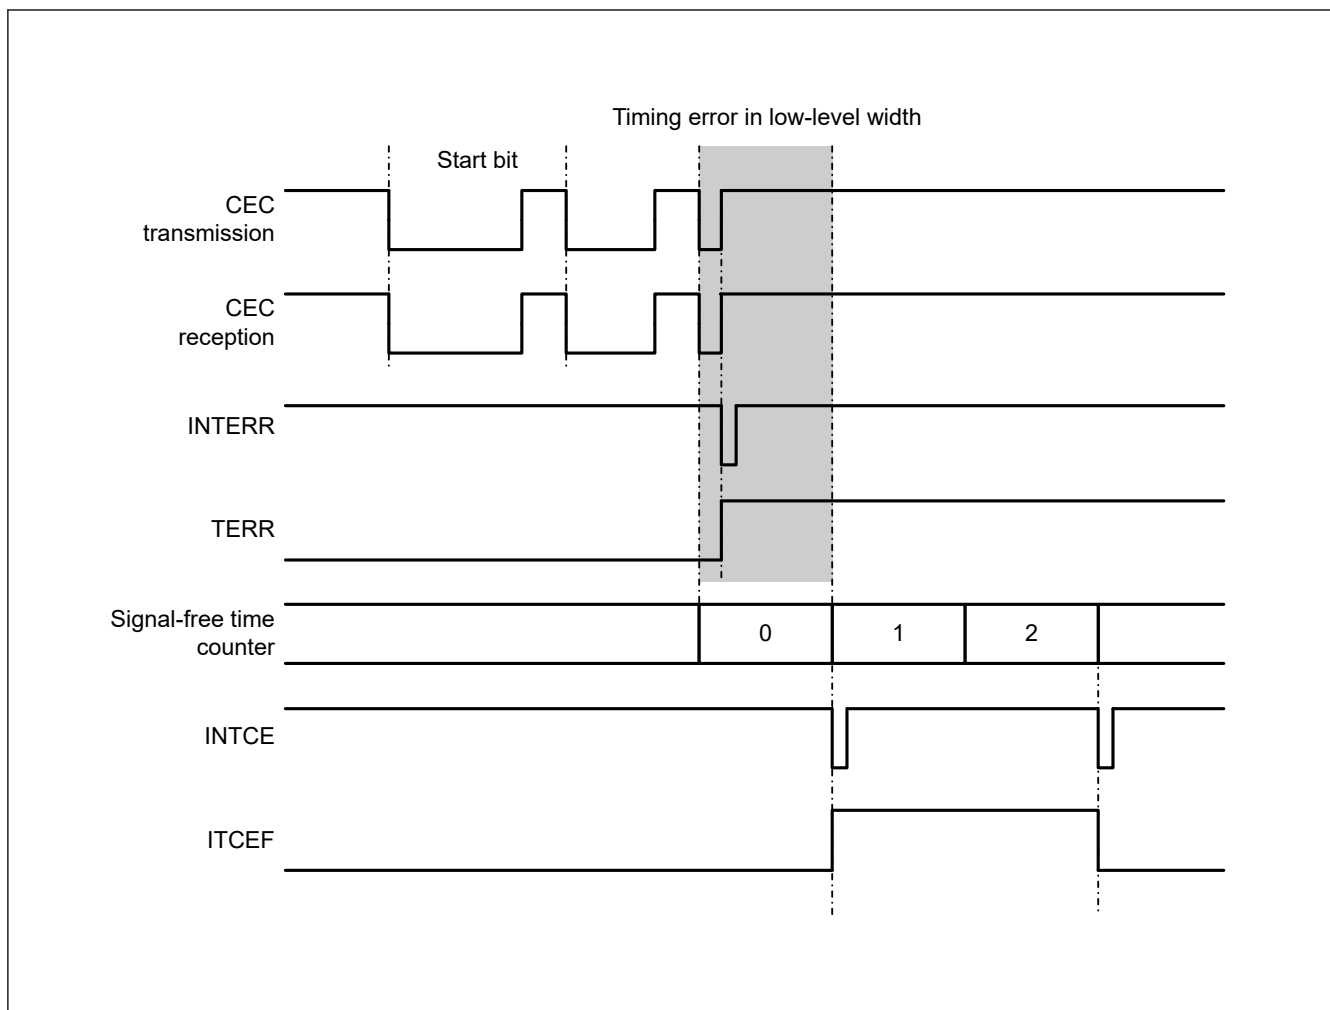 Timing error in low-level width
Start bit
CEC
transmission
CEC
reception
INTERR
TERR
Signal-free time
counter
0
1
2
INTCE
ITCEF